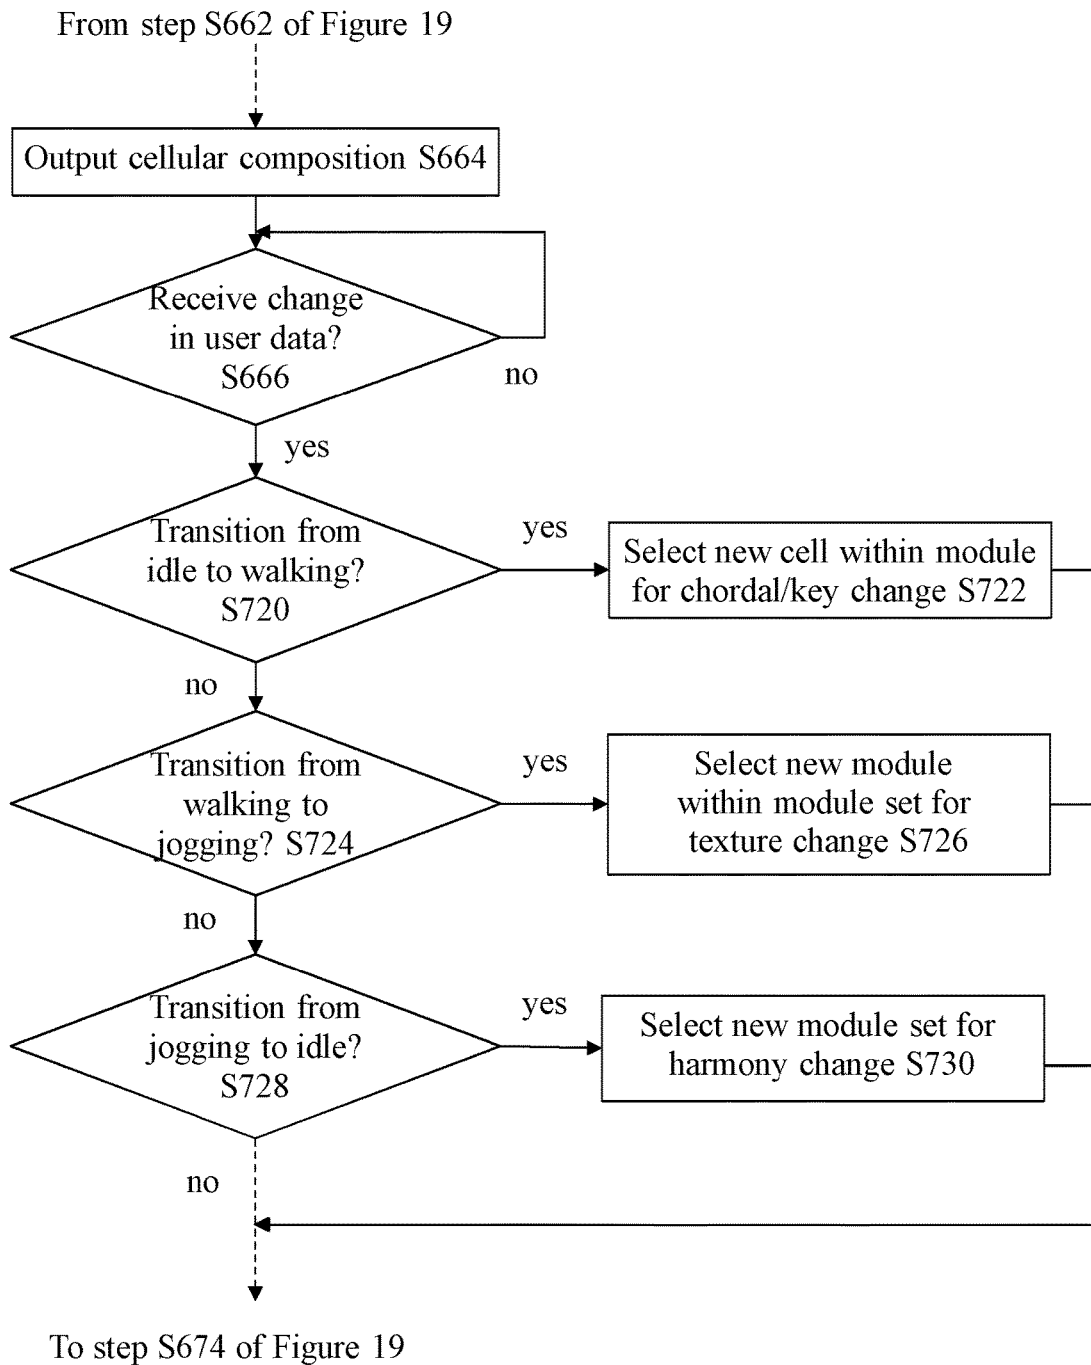 From step S662 of Figure 19
Output cellular composition S664
Receive change
in user data?
S666
no
yes
Transition from
idle to walking?
S720
yes
Select new cell within module
for chordal/key change S722
no
Transition from
walking to
jogging? S724
yes
Select new module
within module set for
texture change S726
no
Transition from
jogging to idle?
S728
yes
Select new module set for
harmony change S730
no
To step S674 of Figure 19